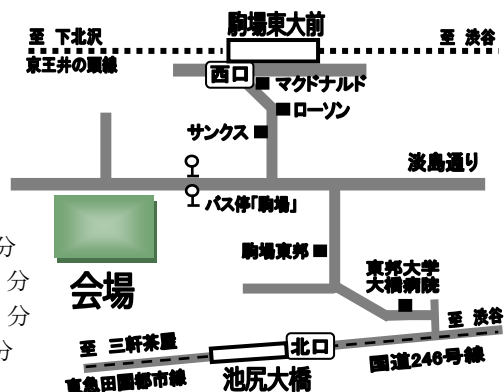 駒場東大前
至 下北沢
至 渋谷
京王井の頭線
西口
マクドナルド
ローソン
サンクス
淡島通り
バス停「駒場」
分
分
分
分
会場
駒場東邦
東邦大学
大橋病院
至 三軒茶屋
北口
至 渋谷
東急田園都市線
池尻大橋
国道246号線